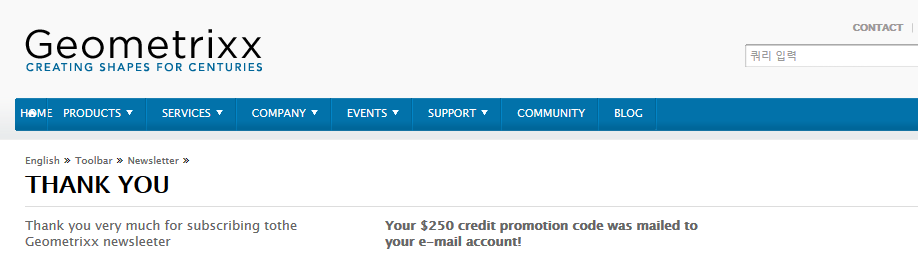 Geometrixx
CREATING SHAPES FOR CENTURIES
CONTACT |
쿼리 입력
HOME PRODUCTS SERVICES COMPANY EVENTS SUPPORT COMMUNITY BLOG
English » Toolbar » Newsletter »
THANK YOU
Thank you very much for subscribing tothe
Geometrixx newsleeter
Your $250 credit promotion code was mailed to
your e-mail account!